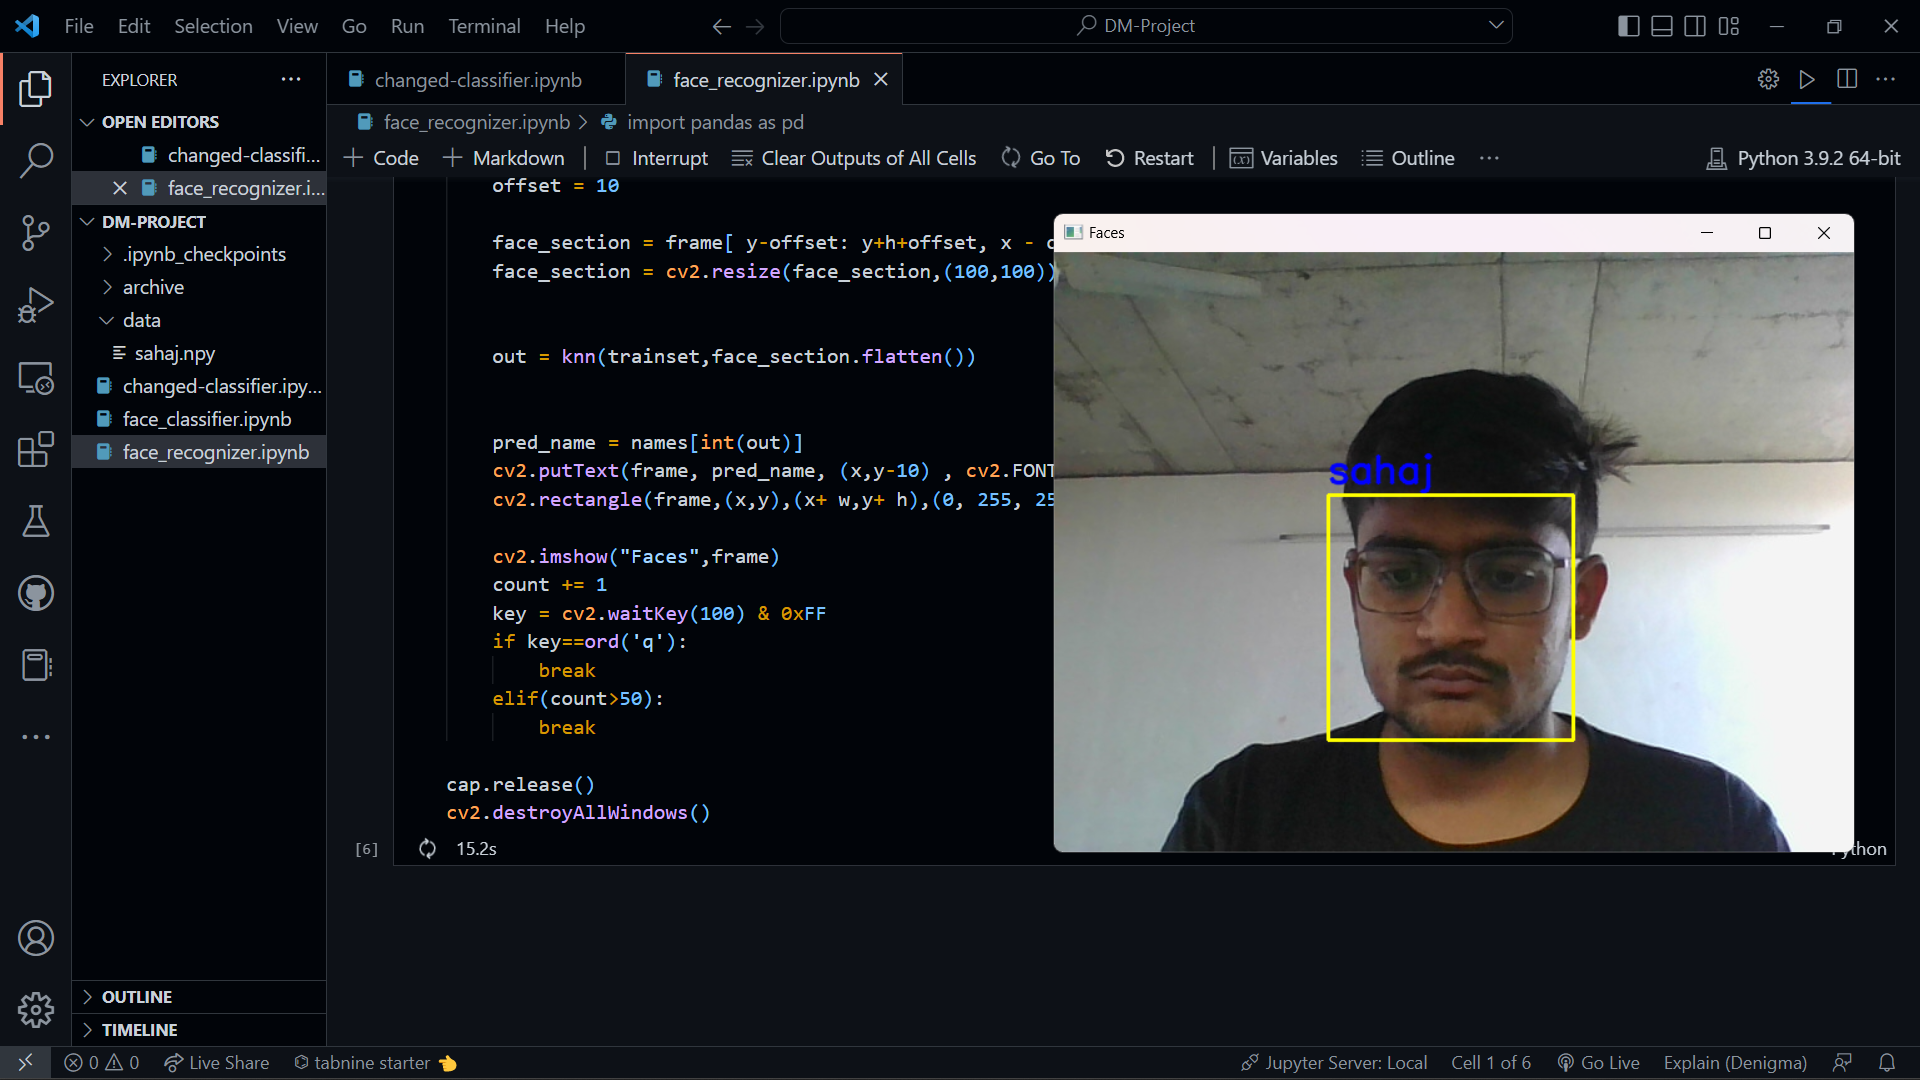 File Edit Selection View Go Run Terminal Help
DM-Project
EXPLORER
OPEN EDITORS
changed-classifi...
face_recognizer.i...
DM-PROJECT
.ipynb_checkpoints
archive
data
sahaj.npy
changed-classifier.ipy...
face_classifier.ipynb
face_recognizer.ipynb
OUTLINE
TIMELINE
changed-classifier.ipynb
face_recognizer.ipynb
face_recognizer.ipynb > import pandas as pd
+ Code + Markdown Interrupt Clear Outputs of All Cells Go To Restart Variables Outline Python 3.9.2 64-bit
offset = 10
face_section = frame[ y-offset: y+h+offset, x -
face_section = cv2.resize(face_section,(100,100))
out = knn(trainset,face_section.flatten())
pred_name = names[int(out)]
cv2.putText(frame, pred_name, (x,y-10) , cv2.FONT
cv2.rectangle(frame,(x,y),(x+ w,y+ h),(0, 255, 25
cv2.imshow("Faces",frame)
count += 1
key = cv2.waitKey(100) & 0xFF
if key==ord('q'):
break
elif(count>50):
break
cap.release()
cv2.destroyAllWindows()
[6] 15.2s
Python
Faces
sahaj
0 0 Live Share tabnine starter Jupyter Server: Local Cell 1 of 6 Go Live Explain (Denigma)